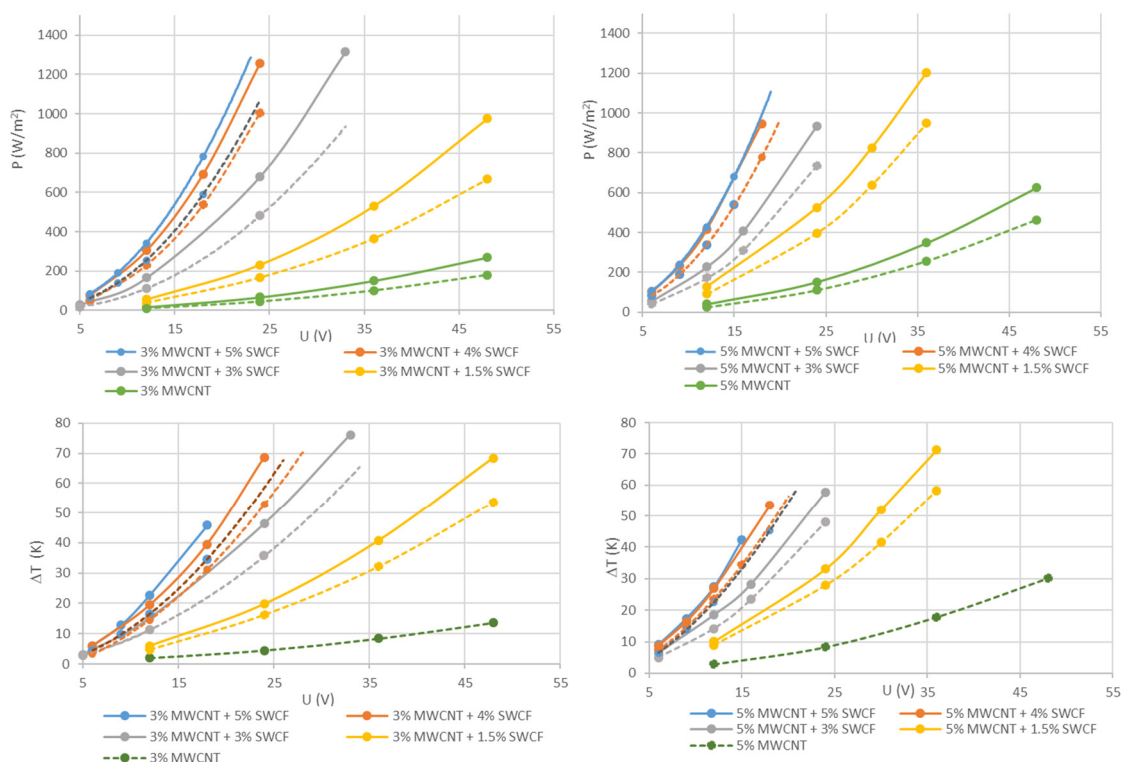 1400
1200
1000
800
600
400
200
0
P (W/m²)
5 15 25 35 45 55
U (V)
3% MWCNT + 5% SWCF 3% MWCNT + 4% SWCF
3% MWCNT + 3% SWCF 3% MWCNT + 1.5% SWCF
3% MWCNT
1400
1200
1000
800
600
400
200
0
P (W/m²)
5 15 25 35 45 55
U (V)
5% MWCNT + 5% SWCF 5% MWCNT + 4% SWCF
5% MWCNT + 3% SWCF 5% MWCNT + 1.5% SWCF
5% MWCNT
80
70
60
50
40
30
20
10
0
ΔT (K)
5 15 25 35 45 55
U (V)
3% MWCNT + 5% SWCF 3% MWCNT + 4% SWCF
3% MWCNT + 3% SWCF 3% MWCNT + 1.5% SWCF
3% MWCNT
80
70
60
50
40
30
20
10
0
ΔT (K)
5 15 25 35 45 55
U (V)
5% MWCNT + 5% SWCF 5% MWCNT + 4% SWCF
5% MWCNT + 3% SWCF 5% MWCNT + 1.5% SWCF
5% MWCNT